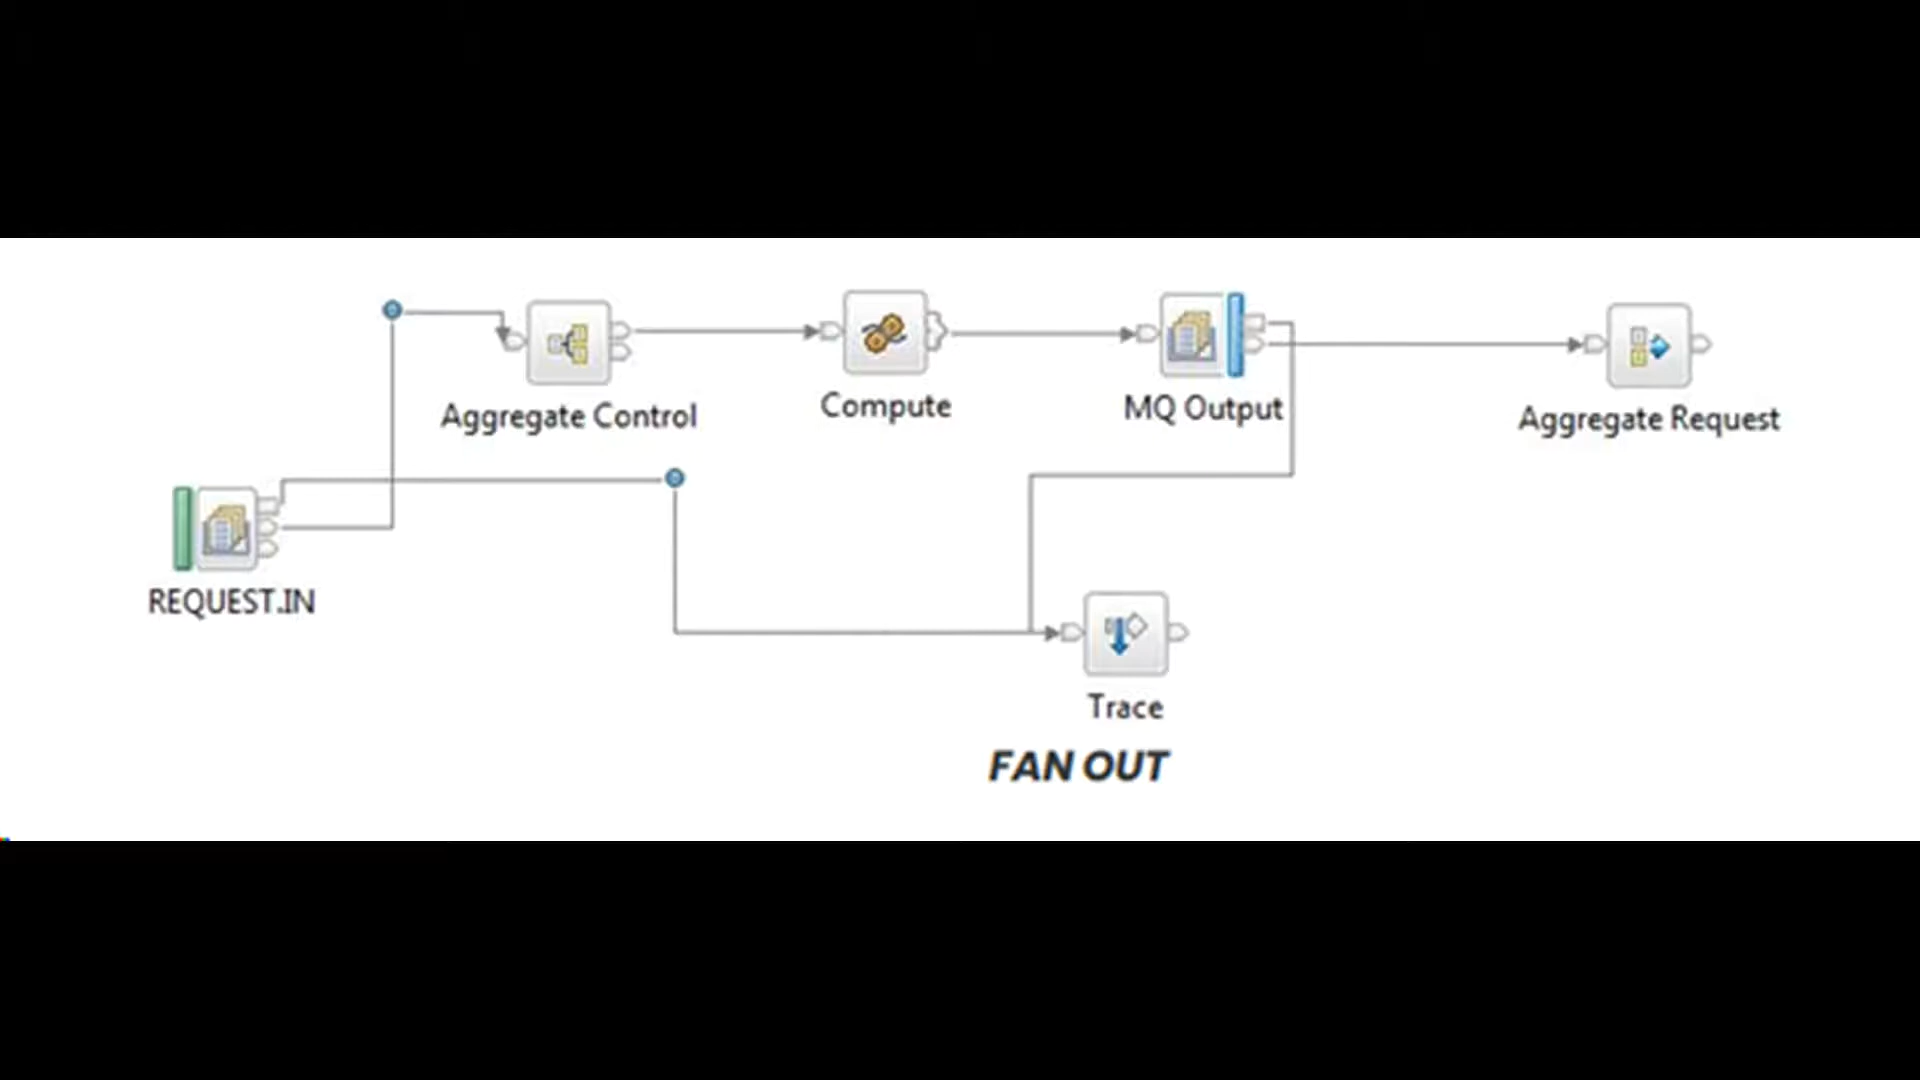 Aggregate Control
Compute
MQ Output
Aggregate Request
REQUEST.IN
Trace
FAN OUT